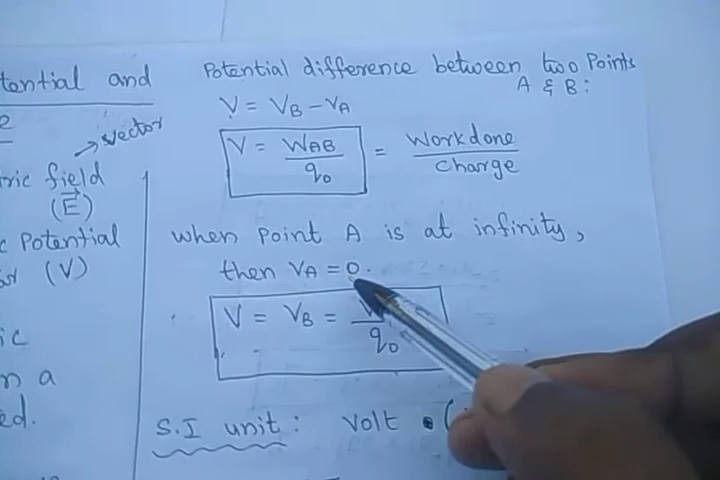 tential and
e
→ vector
ric field
(E⃗)
c Potential
(V)
ic
n a
ed.
Potential difference between two Points
A & B:
V = VB - VA
V = WAB / q0 = Workdone / Charge
When Point A is at infinity,
then VA = 0.
V = VB = / q0
S.I unit: Volt (